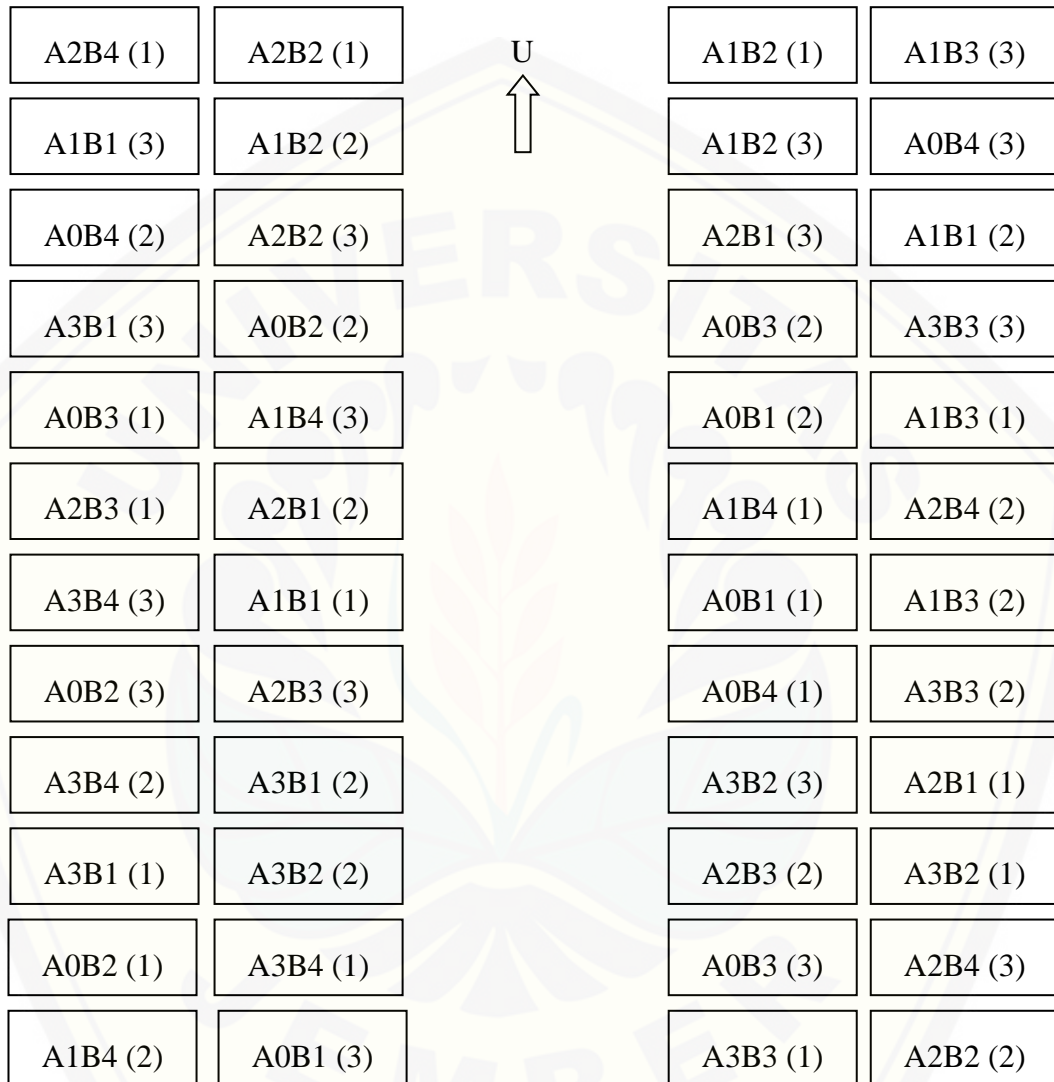 A2B4 (1) A2B2 (1) U A1B2 (1) A1B3 (3)
A1B1 (3) A1B2 (2) A1B2 (3) A0B4 (3)
A0B4 (2) A2B2 (3) A2B1 (3) A1B1 (2)
A3B1 (3) A0B2 (2) A0B3 (2) A3B3 (3)
A0B3 (1) A1B4 (3) A0B1 (2) A1B3 (1)
A2B3 (1) A2B1 (2) A1B4 (1) A2B4 (2)
A3B4 (3) A1B1 (1) A0B1 (1) A1B3 (2)
A0B2 (3) A2B3 (3) A0B4 (1) A3B3 (2)
A3B4 (2) A3B1 (2) A3B2 (3) A2B1 (1)
A3B1 (1) A3B2 (2) A2B3 (2) A3B2 (1)
A0B2 (1) A3B4 (1) A0B3 (3) A2B4 (3)
A1B4 (2) A0B1 (3) A3B3 (1) A2B2 (2)
UNIVERSITAS
JEMBER